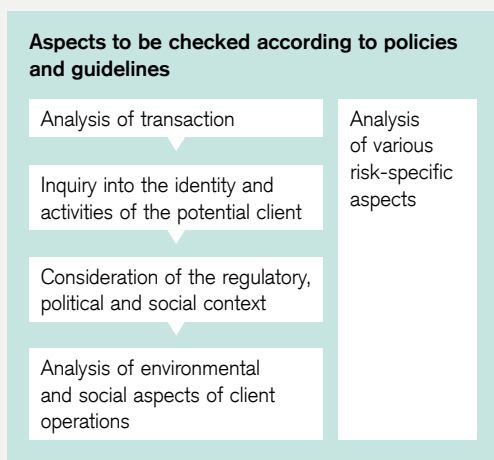 Aspects to be checked according to policies
and guidelines
Analysis of transaction
Inquiry into the identity and
activities of the potential client
Consideration of the regulatory,
political and social context
Analysis of environmental
and social aspects of client
operations
Analysis
of various
risk-specific
aspects